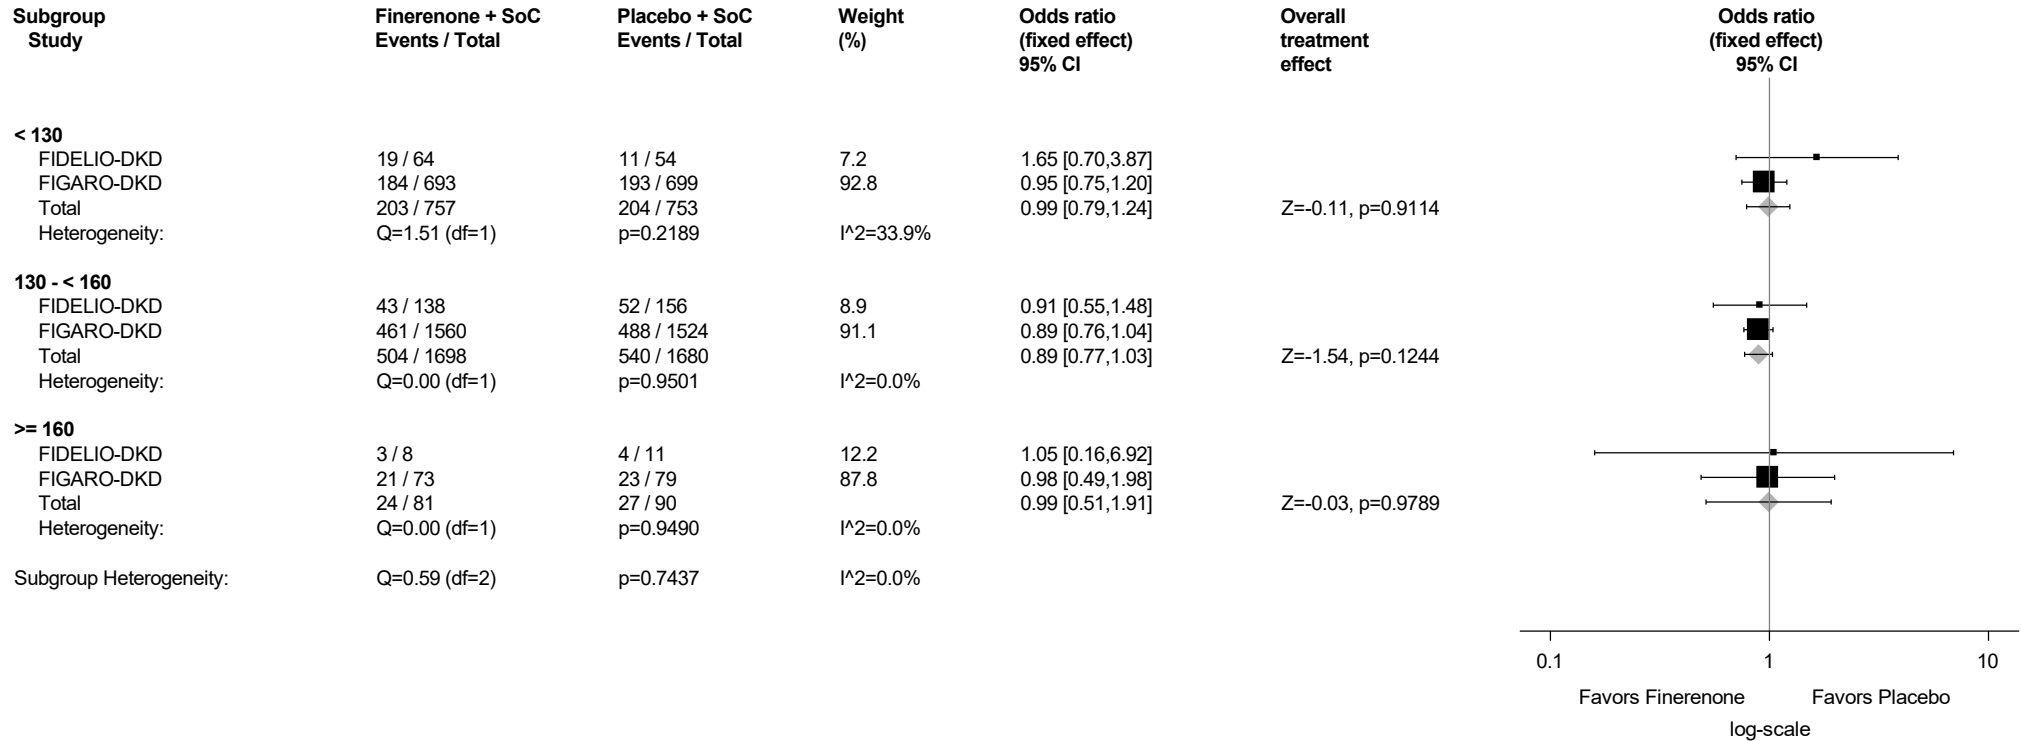 Subgroup Finerenone + SoC Placebo + SoC Weight Odds ratio Overall Odds ratio
Study Events / Total Events / Total (%) (fixed effect) treatment (fixed effect)
95% CI effect 95% CI
< 130
FIDELIO-DKD 19 / 64 11 / 54 7.2 1.65 [0.70,3.87]
FIGARO-DKD 184 / 693 193 / 699 92.8 0.95 [0.75,1.20]
Total 203 / 757 204 / 753 0.99 [0.79,1.24] Z=-0.11, p=0.9114
Heterogeneity: Q=1.51 (df=1) p=0.2189 I^2=33.9%
130 - < 160
FIDELIO-DKD 43 / 138 52 / 156 8.9 0.91 [0.55,1.48]
FIGARO-DKD 461 / 1560 488 / 1524 91.1 0.89 [0.76,1.04]
Total 504 / 1698 540 / 1680 0.89 [0.77,1.03] Z=-1.54, p=0.1244
Heterogeneity: Q=0.00 (df=1) p=0.9501 I^2=0.0%
>= 160
FIDELIO-DKD 3 / 8 4 / 11 12.2 1.05 [0.16,6.92]
FIGARO-DKD 21 / 73 23 / 79 87.8 0.98 [0.49,1.98]
Total 24 / 81 27 / 90 0.99 [0.51,1.91] Z=-0.03, p=0.9789
Heterogeneity: Q=0.00 (df=1) p=0.9490 I^2=0.0%
Subgroup Heterogeneity: Q=0.59 (df=2) p=0.7437 I^2=0.0%
0.1 1 10
Favors Finerenone Favors Placebo
log-scale